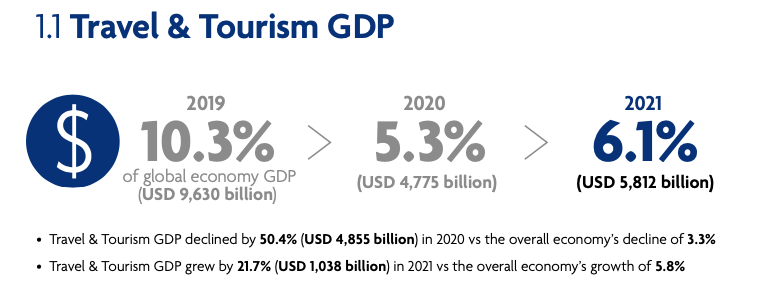 1.1 Travel & Tourism GDP
$
2019
10.3%
of global economy GDP
(USD 9,630 billion)
>
2020
5.3%
(USD 4,775 billion)
>
2021
6.1%
(USD 5,812 billion)
• Travel & Tourism GDP declined by 50.4% (USD 4,855 billion) in 2020 vs the overall economy’s decline of 3.3%
• Travel & Tourism GDP grew by 21.7% (USD 1,038 billion) in 2021 vs the overall economy’s growth of 5.8%